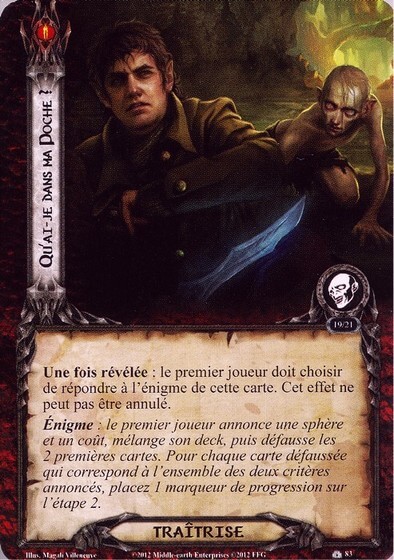 Qu'ai-je dans ma Poche ?
19/21
Une fois révélée : le premier joueur doit choisir
de répondre à l'énigme de cette carte. Cet effet ne
peut pas être annulé.
Énigme : le premier joueur annonce une sphère
et un coût, mélange son deck, puis défausse les
2 premières cartes. Pour chaque carte défaussée
qui correspond à l'ensemble des deux critères
annoncés, placez 1 marqueur de progression sur
l'étape 2.
TRAÎTRISE
Illus. Magali Villeneuve ©2012 Middle-earth Enterprises ©2012 FFG 83